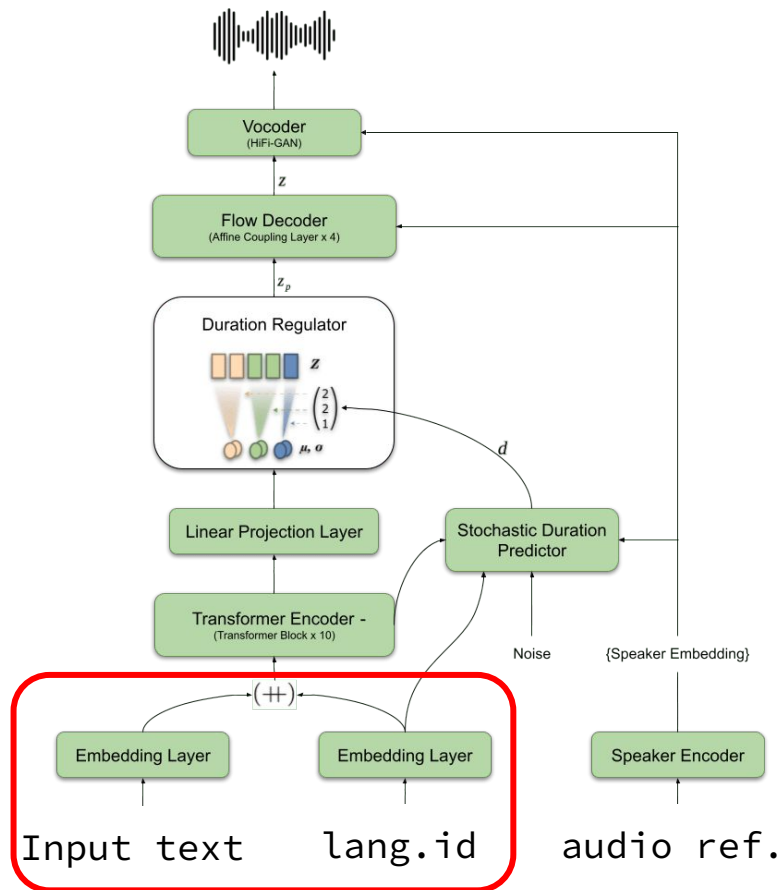 Vocoder
(HiFi-GAN)
z
Flow Decoder
(Affine Coupling Layer x 4)
z_p
Duration Regulator
z
2
2
1
μ, σ
d
Linear Projection Layer
Stochastic Duration
Predictor
Transformer Encoder -
(Transformer Block x 10)
Noise
{Speaker Embedding}
(++)
Embedding Layer
Embedding Layer
Speaker Encoder
Input text
lang.id
audio ref.